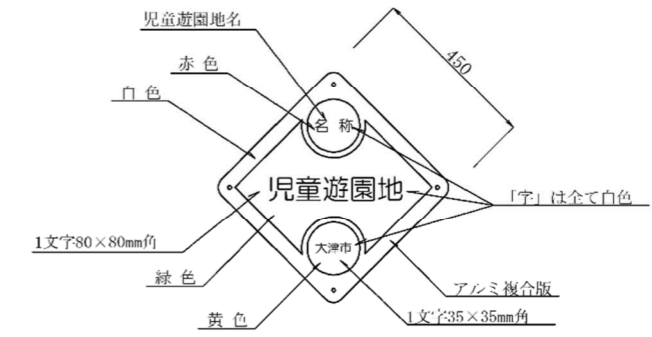 児童遊園地名
赤色
白色
450
名称
児童遊園地
「字」は全て白色
1文字80×80mm角
大津市
緑色
アルミ複合版
黄色
1文字35×35mm角